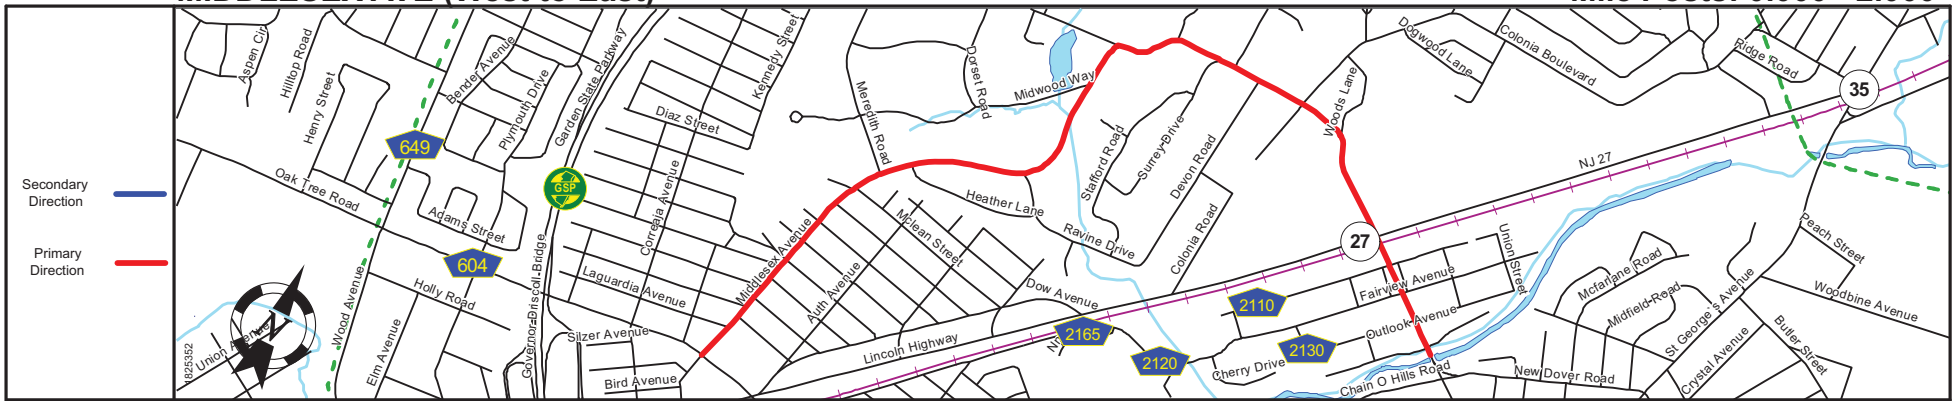 Secondary
Direction
Primary
Direction
1825352
Aspen Cir
Hilltop Road
Henry Street
Bender Avenue
Plymouth Drive
Garden State Parkway
Kennedy Street
Diaz Street
Meredith Road
Dorset Road
Midwood Way
Stafford Road
Surrey Drive
Devon Road
Woods Lane
Dogwood Lane
Colonia Boulevard
Ridge Road
35
NJ 27
649
GSP
Oak Tree Road
Adams Street
604
Correja Avenue
Middlesex Avenue
Mclean Street
Heather Lane
Ravine Drive
Colonia Road
27
Union Street
Peach Street
Union Avenue
Wood Avenue
Holly Road
Elm Avenue
Governor Driscoll Bridge
Laguardia Avenue
Silzer Avenue
Bird Avenue
Auth Avenue
Lincoln Highway
Dow Avenue
2165
2120
2110
2130
Fairview Avenue
Outlook Avenue
Cherry Drive
Chain O Hills Road
New Dover Road
Mcfarlane Road
Midfield Road
St George's Avenue
Crystal Avenue
Butler Street
Woodbine Avenue